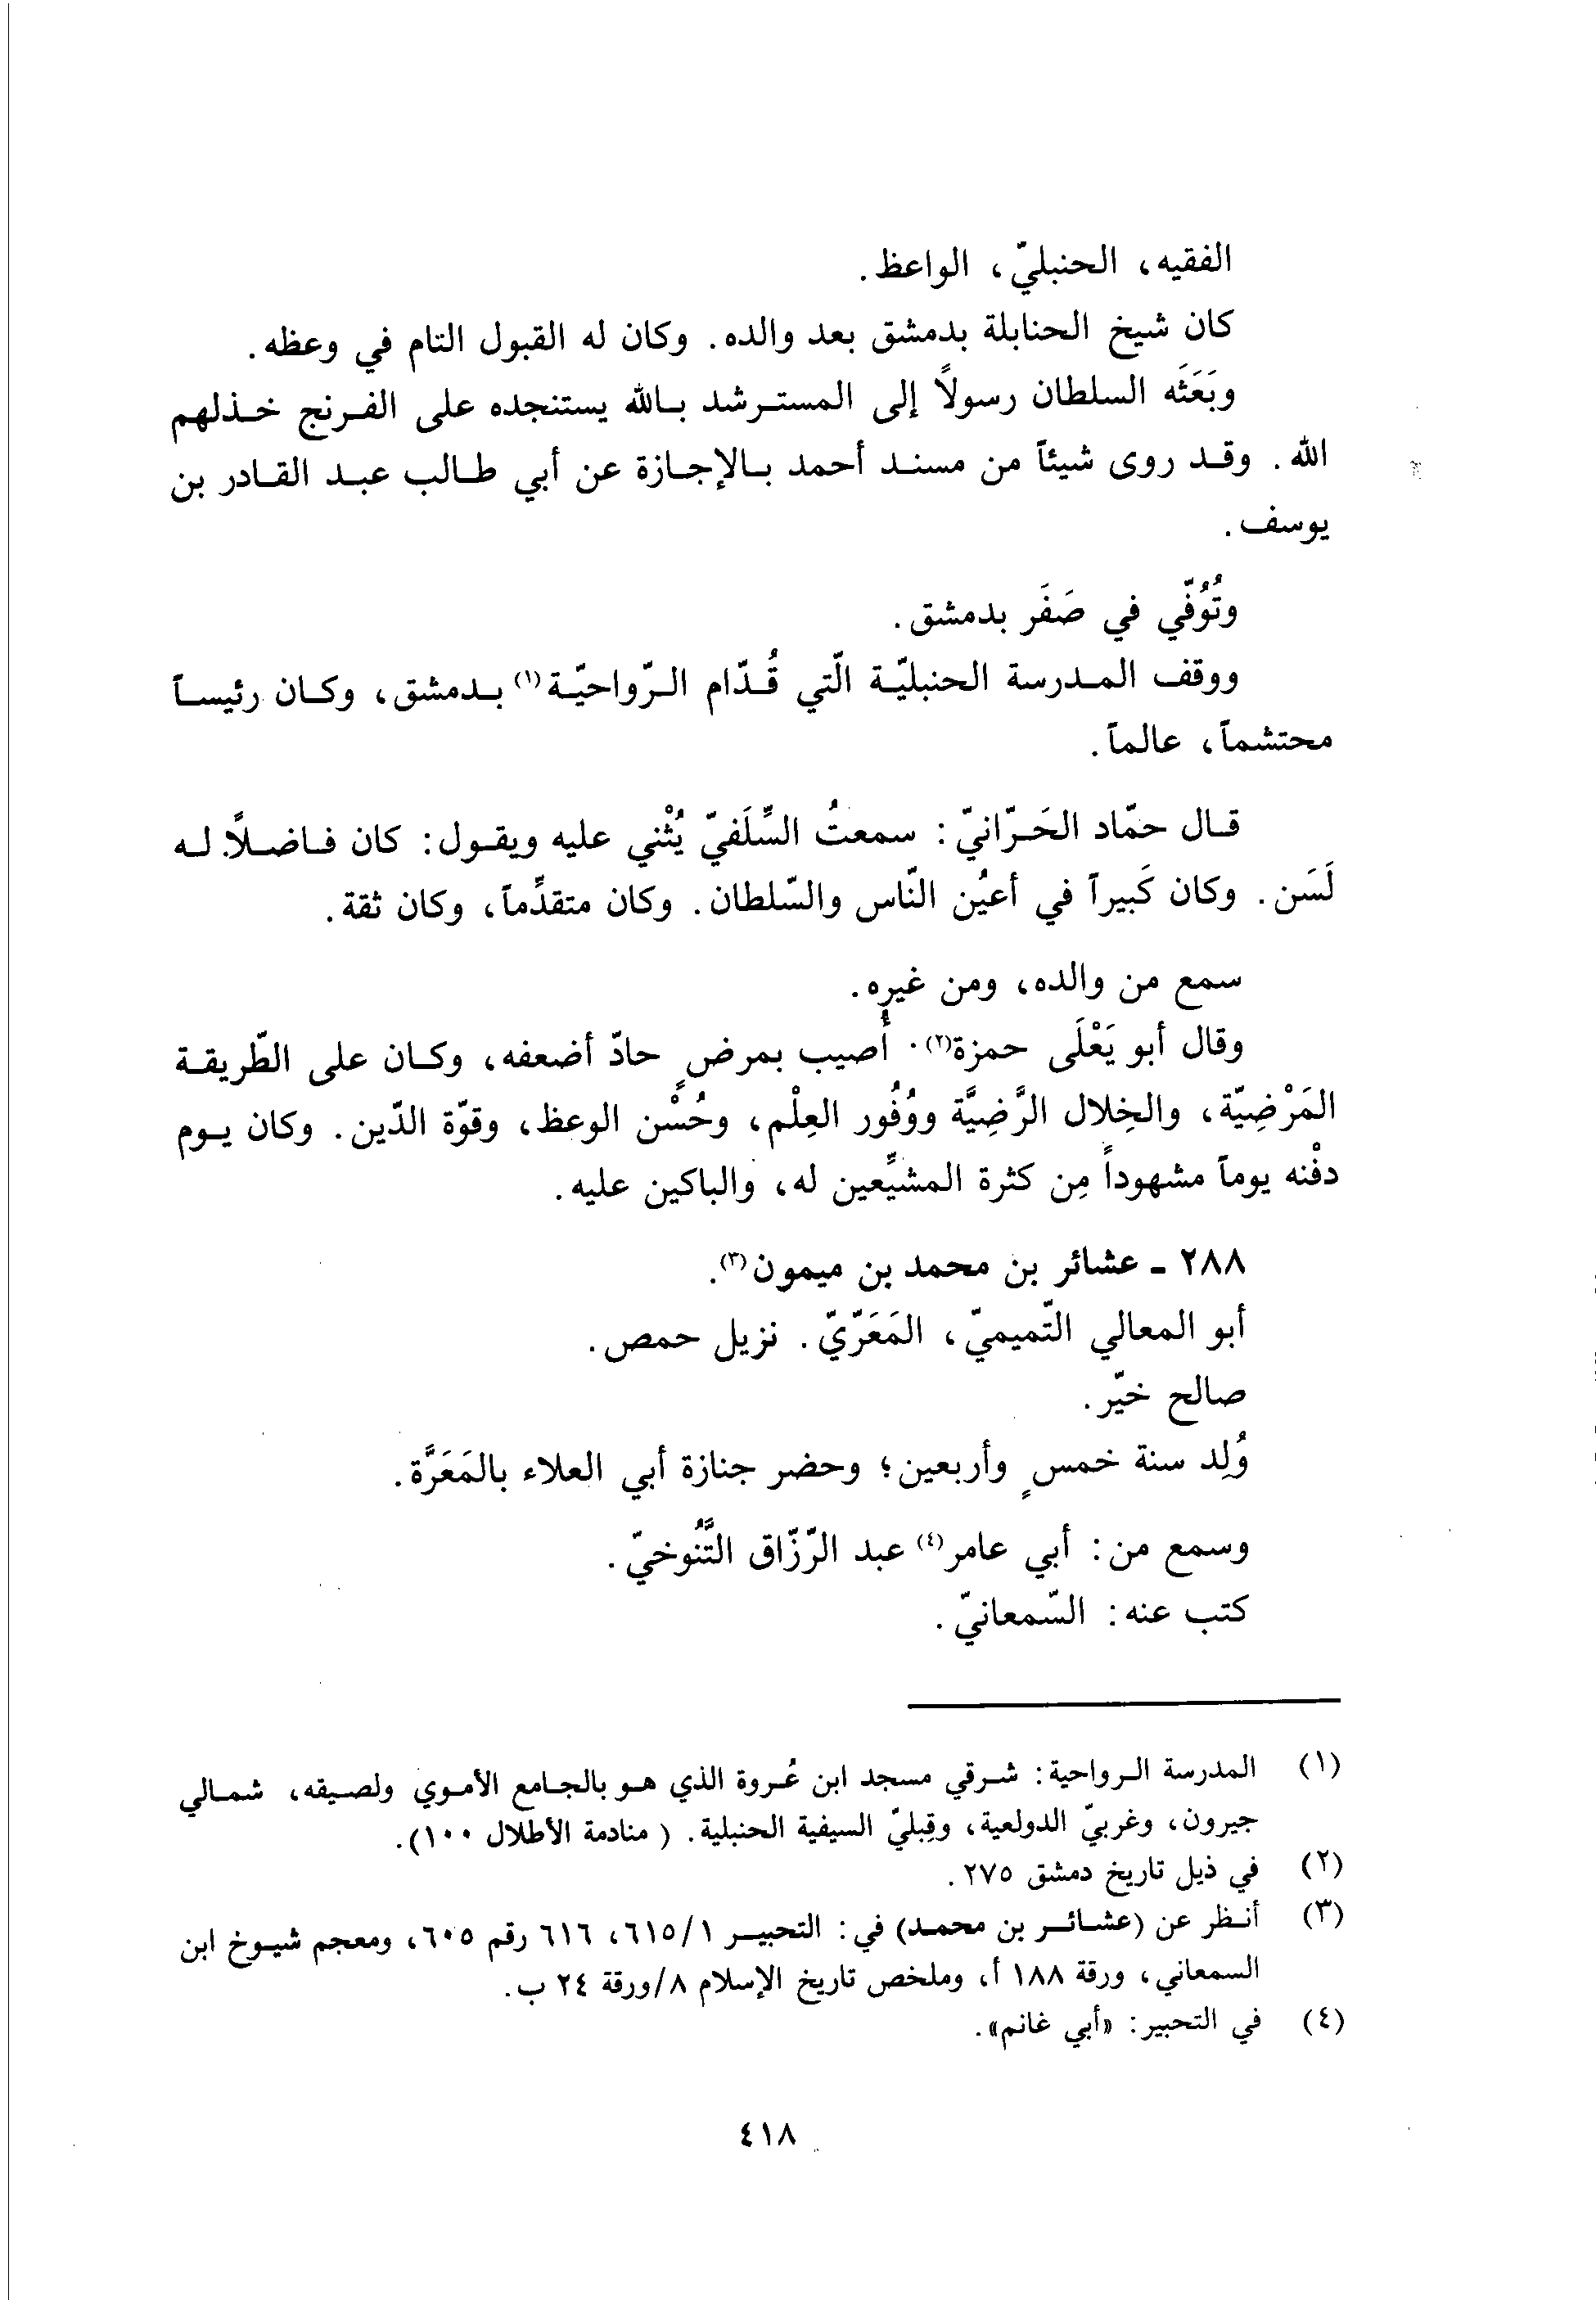 الفقيه، الحنبليّ، الواعظ.
كان شيخ الحنابلة بدمشق بعد والده. وكان له القبول التام في وعظه.
وبَعَثَه السلطان رسولاً إلى المسترشد بالله يستنجده على الفرنج خذلهم
الله. وقد روى شيئاً من مسند أحمد بالإجازة عن أبي طالب عبد القادر بن
يوسف.
وتُوُفّي في صَفَر بدمشق.
ووقف المدرسة الحنبليّة الّتي قُدّام الرّواحيّة(١) بدمشق، وكان رئيساً
محتشماً، عالماً.
قال حمّاد الحَرّانيّ: سمعتُ السِّلَفيّ يُثْني عليه ويقول: كان فاضلاً له
لَسَن. وكان كَبيراً في أعيُن النّاس والسّلطان. وكان متقدِّماً، وكان ثقة.
سمع من والده، ومن غيره.
وقال أبو يَعْلَى حمزة(٢). أُصيب بمرضٍ حادّ أضعفه، وكان على الطّريقة
المَرْضِيّة، والخِلال الرَّضِيَّة ووُفُور العِلْم، وحُسْن الوعظ، وقوّة الدّين. وكان يوم
دفْنه يوماً مشهوداً مِن كثرة المشيِّعين له، والباكين عليه.
٢٨٨ - عشائر بن محمد بن ميمون(٣).
أبو المعالي التّميميّ، المَعَرّيّ. نزيل حمص.
صالح خيّر.
وُلِد سنة خمسٍ وأربعين؛ وحضر جنازة أبي العلاء بالمَعَرَّة.
وسمع من: أبي عامر(٤) عبد الرّزّاق التَّنُوخيّ.
كتب عنه: السّمعانيّ.
(١) المدرسة الرواحية: شرقي مسجد ابن عُروة الذي هو بالجامع الأموي ولصيقه، شمالي
جيرون، وغربيّ الدولعية، وقِبليّ السيفية الحنبلية. (منادمة الأطلال ١٠٠).
(٢) في ذيل تاريخ دمشق ٢٧٥.
(٣) أنظر عن (عشائر بن محمد) في: التحبير ٦١٥/١، ٦١٦ رقم ٦٠٥، ومعجم شيوخ ابن
السمعاني، ورقة ١٨٨ أ، وملخص تاريخ الإسلام ٨/ورقة ٢٤ ب.
(٤) في التحبير: «أبي غانم».
٤١٨